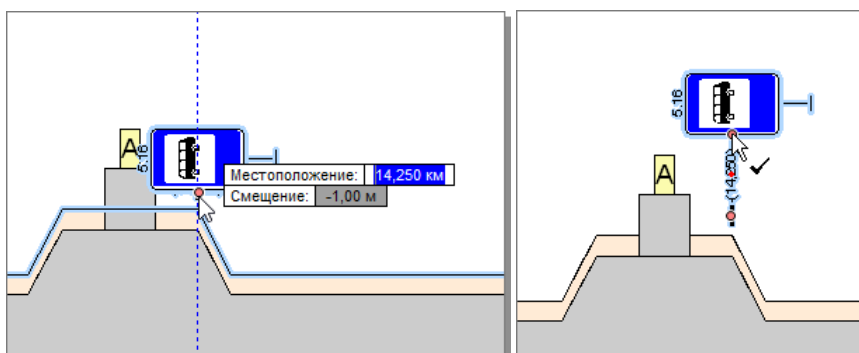 A
5.16
Местоположение: 14,250 км
Смещение: -1,00 м
5.16
(14,250)
A